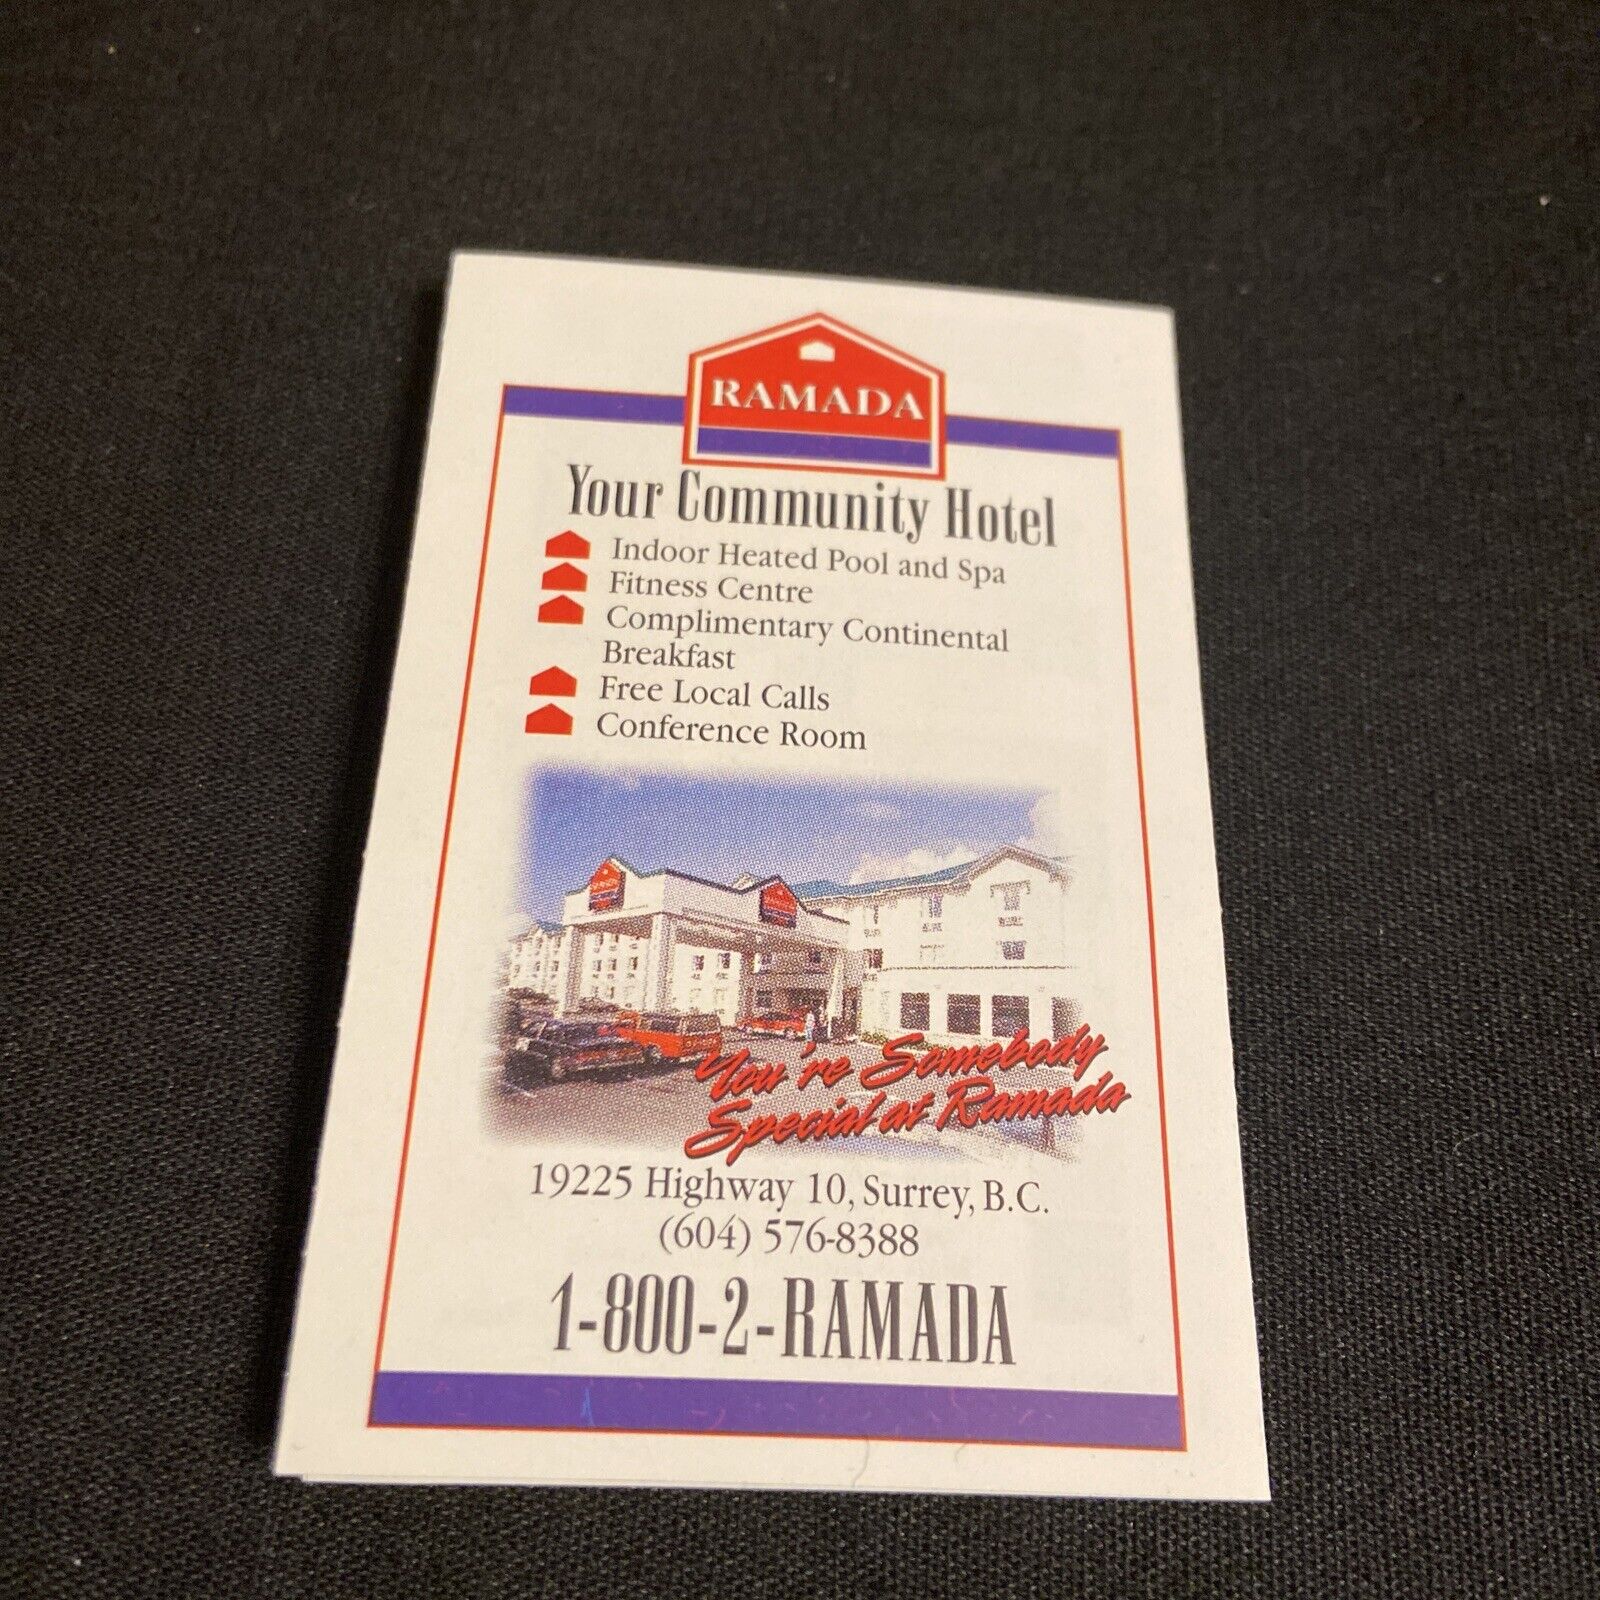 RAMADA
Your Community Hotel
Indoor Heated Pool and Spa
Fitness Centre
Complimentary Continental
Breakfast
Free Local Calls
Conference Room
You're Somebody
Special at Ramada
19225 Highway 10, Surrey, B.C.
(604) 576-8388
1-800-2-RAMADA